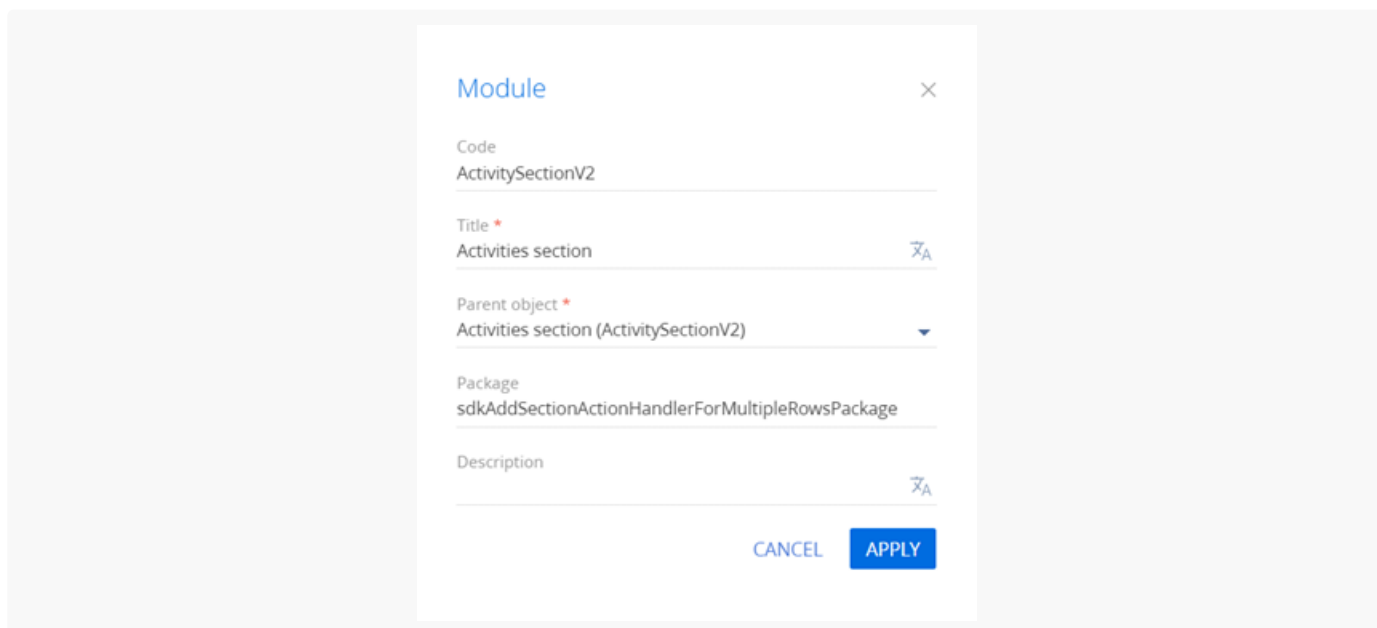 Module
Code
ActivitySectionV2
Title *
Activities section
Parent object *
Activities section (ActivitySectionV2)
Package
sdkAddSectionActionHandlerForMultipleRowsPackage
Description
CANCEL APPLY